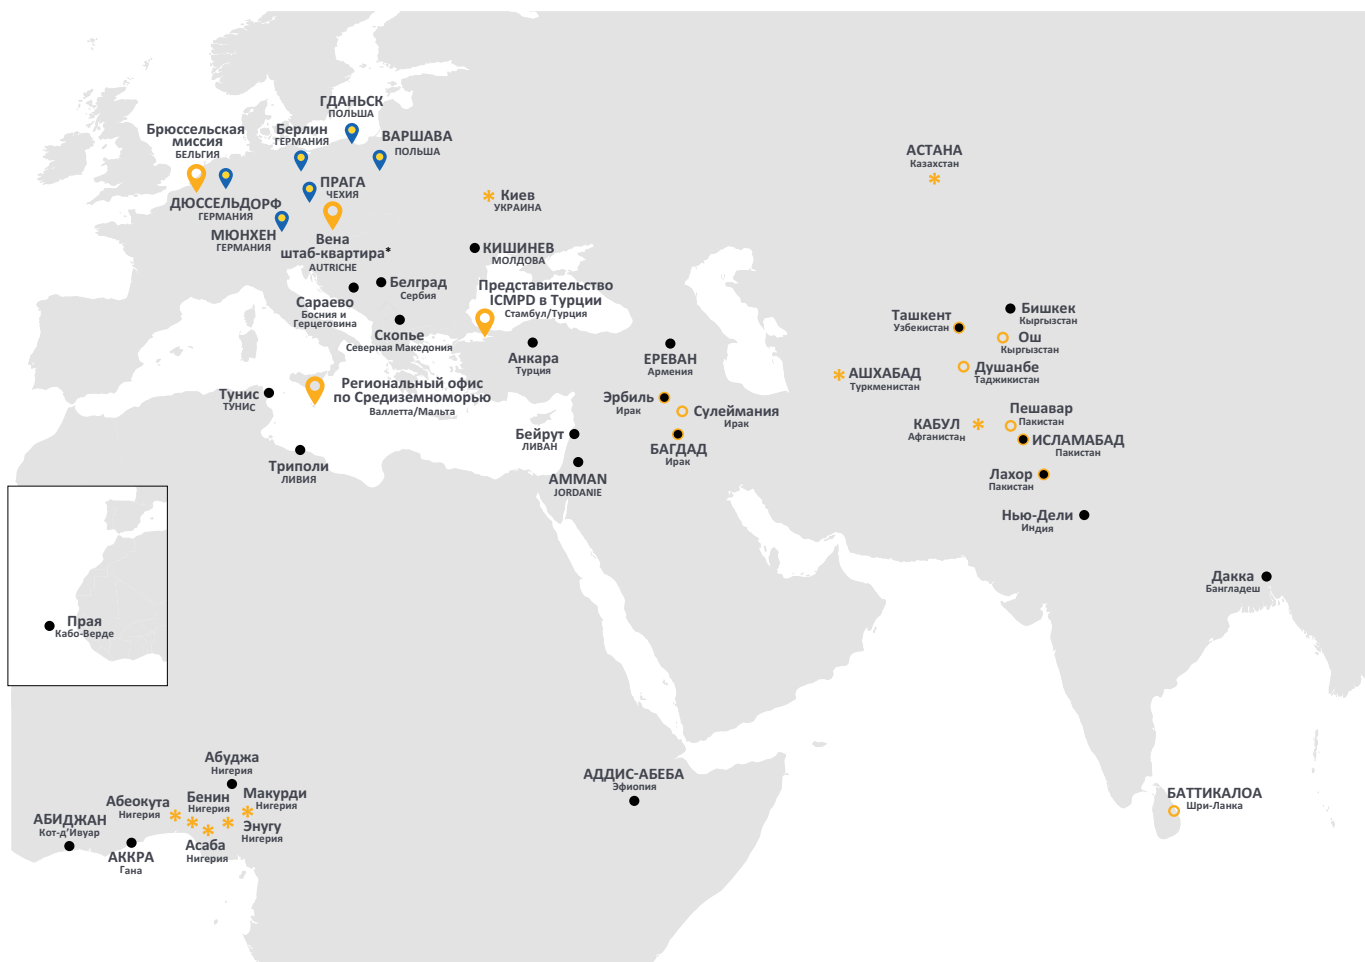 ГДАНЬСК
ПОЛЬША
Брюссельская
миссия
БЕЛЬГИЯ
Берлин
ГЕРМАНИЯ
ВАРШАВА
ПОЛЬША
АСТАНА
Казахстан
ДЮССЕЛЬДОРФ
ГЕРМАНИЯ
ПРАГА
ЧЕХИЯ
Киев
УКРАИНА
МЮНХЕН
ГЕРМАНИЯ
Вена
штаб-квартира*
AUTRICHE
КИШИНЕВ
МОЛДОВА
Белград
Сербия
Сараево
Босния и
Герцеговина
Представительство
ICMPD в Турции
Стамбул/Турция
Скопье
Северная Македония
Анкара
Турция
ЕРЕВАН
Армения
Ташкент
Узбекистан
Бишкек
Кыргызстан
Ош
Кыргызстан
Душанбе
Таджикистан
АШХАБАД
Туркменистан
Тунис
ТУНИС
Региональный офис
по Средиземноморью
Валлетта/Мальта
Эрбиль
Ирак
Сулеймания
Ирак
КАБУЛ
Афганистан
Пешавар
Пакистан
ИСЛАМАБАД
Пакистан
Бейрут
ЛИВАН
БАГДАД
Ирак
Триполи
ЛИВИЯ
AMMAN
JORDANIE
Лахор
Пакистан
Нью-Дели
Индия
Дакка
Бангладеш
Прая
Кабо-Верде
Абуджа
Нигерия
АДДИС-АБЕБА
Эфиопия
Абеокута
Нигерия
Бенин
Нигерия
Макурди
Нигерия
БАТТИКАЛОА
Шри-Ланка
АБИДЖАН
Кот-д'Ивуар
Энугу
Нигерия
Асаба
Нигерия
АККРА
Гана